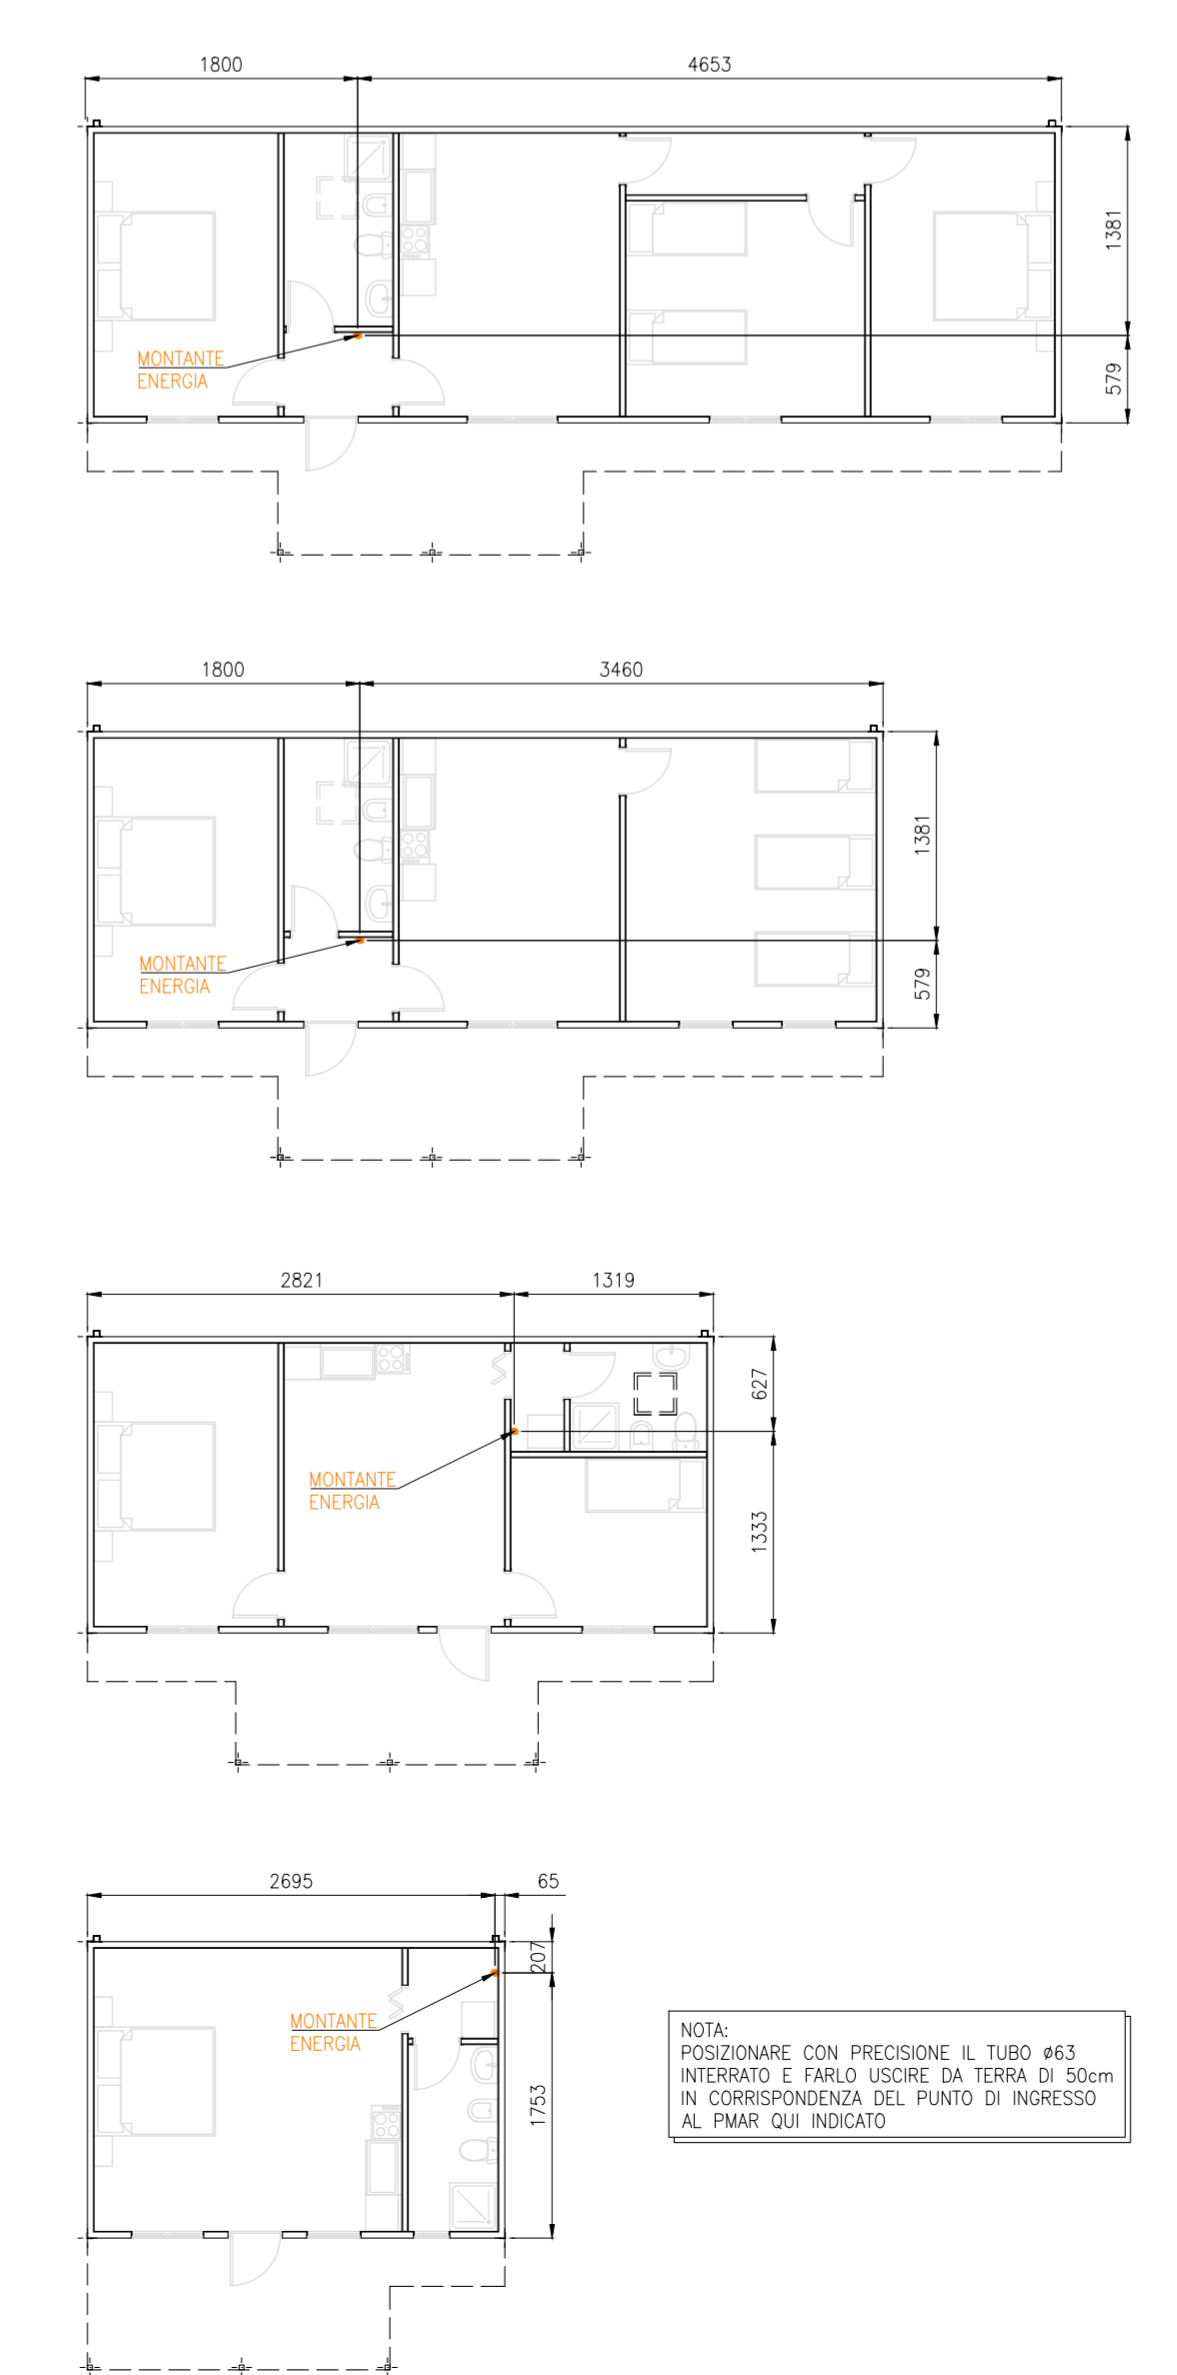 1800
4653
1381
MONTANTE
ENERGIA
579
1800
3460
1381
MONTANTE
ENERGIA
579
2821
1319
627
MONTANTE
ENERGIA
1333
2695
65
207
MONTANTE
ENERGIA
1753
NOTA:
POSIZIONARE CON PRECISIONE IL TUBO ø63
INTERRATO E FARLO USCIRE DA TERRA DI 50cm
IN CORRISPONDENZA DEL PUNTO DI INGRESSO
AL PMAR QUI INDICATO